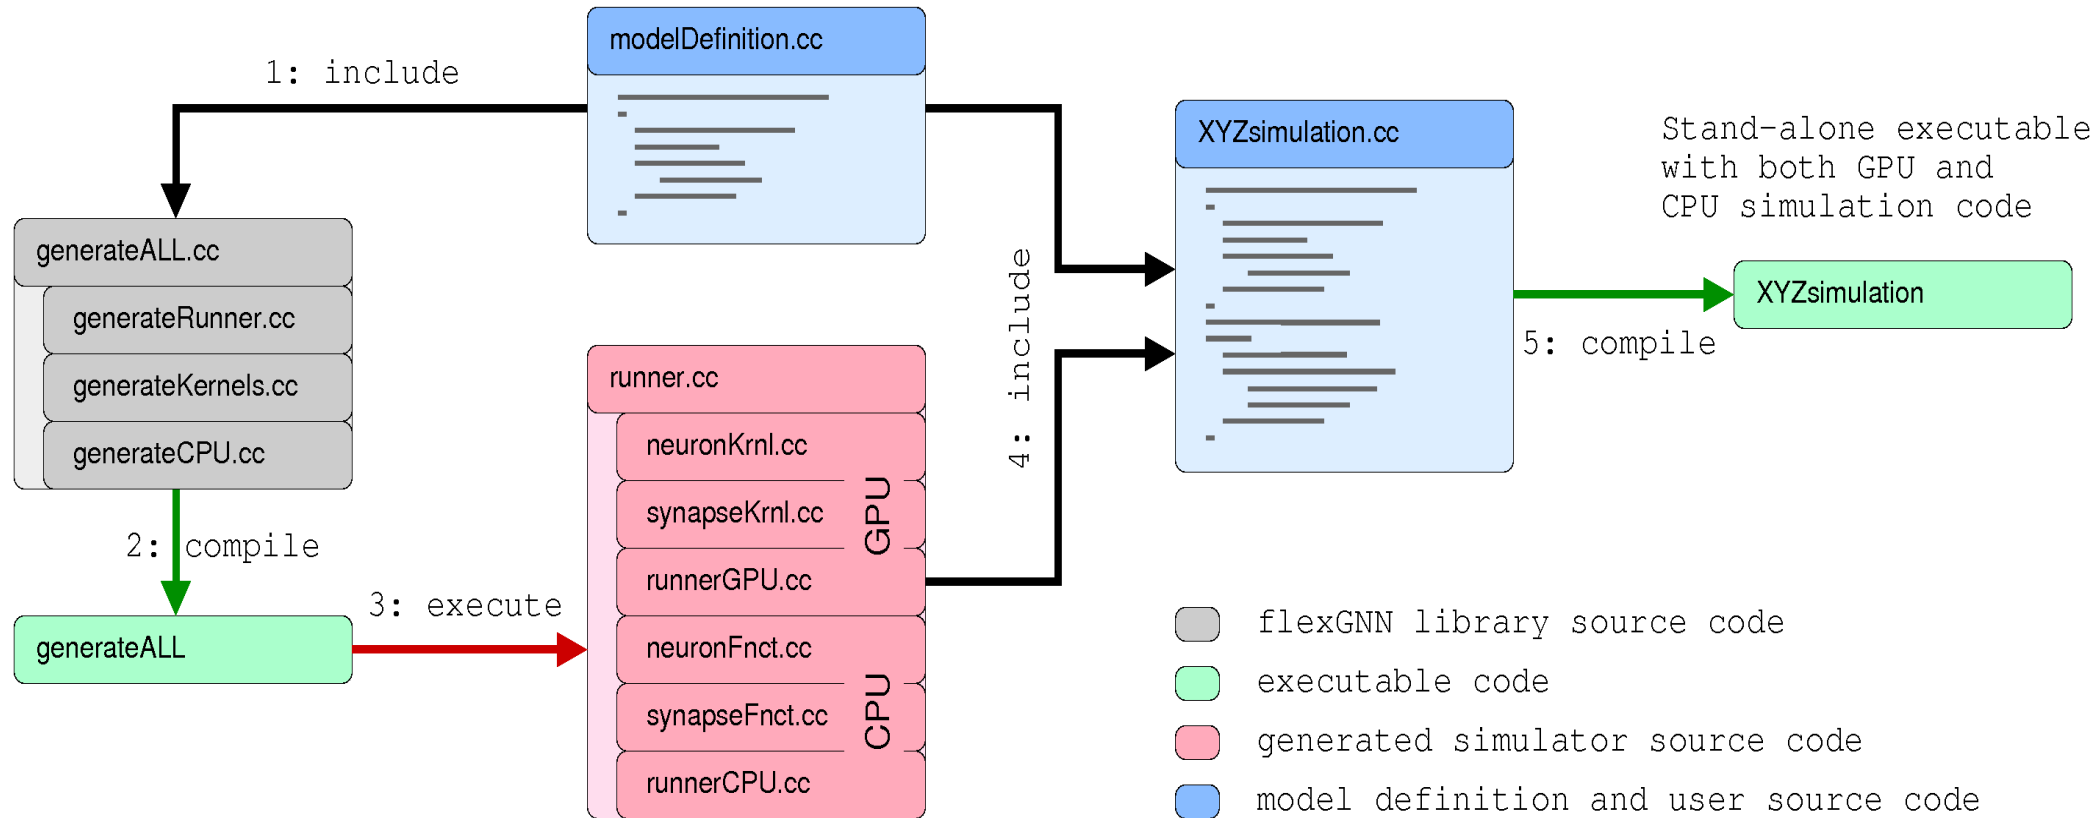 modelDefinition.cc
1: include
generateALL.cc
generateRunner.cc
generateKernels.cc
generateCPU.cc
2: compile
generateALL
3: execute
runner.cc
neuronKrnl.cc
synapseKrnl.cc
runnerGPU.cc
GPU
neuronFnct.cc
synapseFnct.cc
runnerCPU.cc
CPU
4: include
XYZsimulation.cc
5: compile
Stand-alone executable
with both GPU and
CPU simulation code
XYZsimulation
flexGNN library source code
executable code
generated simulator source code
model definition and user source code